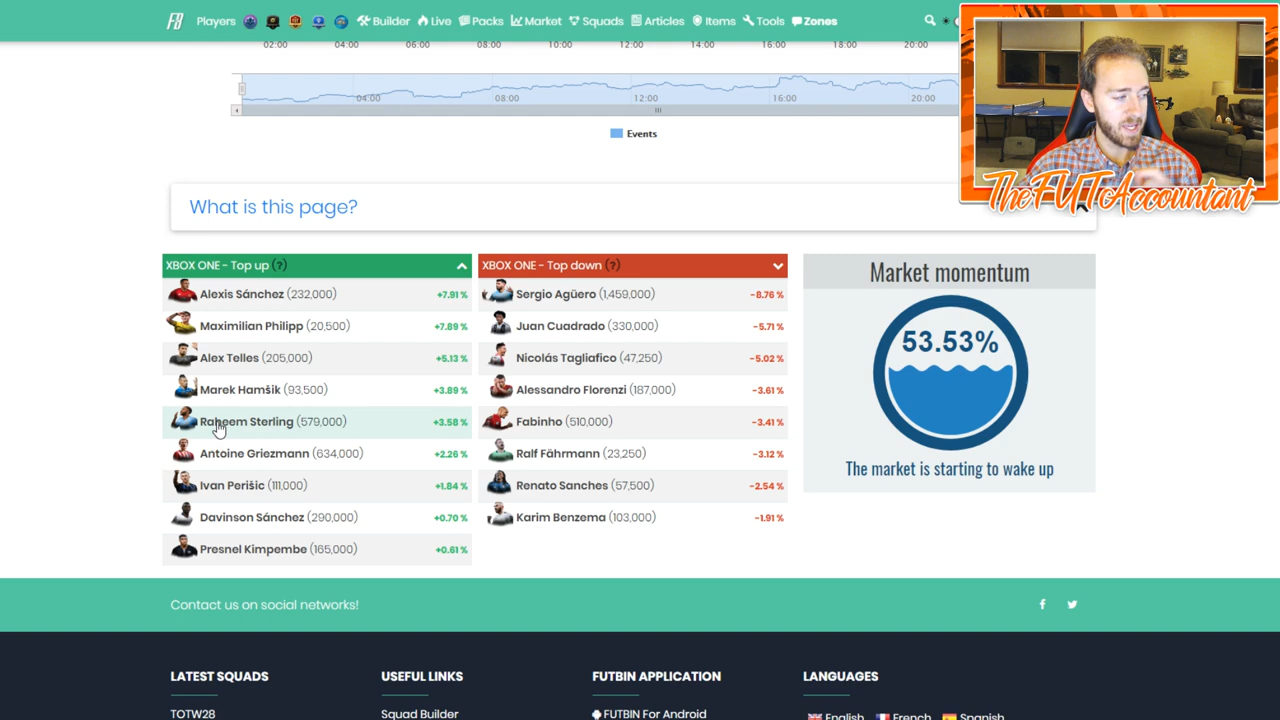 F8 Players Builder Live Packs Market Squads Articles Items Tools Zones
02:00 04:00 06:00 08:00 10:00 12:00 14:00 16:00 18:00 20:00
04:00 08:00 12:00 16:00 20:00
Events
TheFUTAccountant
What is this page?
XBOX ONE - Top up (?)
Alexis Sánchez (232,000) +7.91 %
Maximilian Philipp (20,500) +7.89 %
Alex Telles (205,000) +5.13 %
Marek Hamšik (93,500) +3.89 %
Raheem Sterling (579,000) +3.58 %
Antoine Griezmann (634,000) +2.26 %
Ivan Perišic (111,000) +1.84 %
Davinson Sánchez (290,000) +0.70 %
Presnel Kimpembe (165,000) +0.61 %
XBOX ONE - Top down (?)
Sergio Agüero (1,459,000) -8.76 %
Juan Cuadrado (330,000) -5.71 %
Nicolás Tagliafico (47,250) -5.02 %
Alessandro Florenzi (187,000) -3.61 %
Fabinho (510,000) -3.41 %
Ralf Fährmann (23,250) -3.12 %
Renato Sanches (57,500) -2.54 %
Karim Benzema (103,000) -1.91 %
Market momentum
53.53%
The market is starting to wake up
Contact us on social networks!
LATEST SQUADS USEFUL LINKS FUTBIN APPLICATION LANGUAGES
TOTW28 Squad Builder FUTBIN For Android English French Spanish